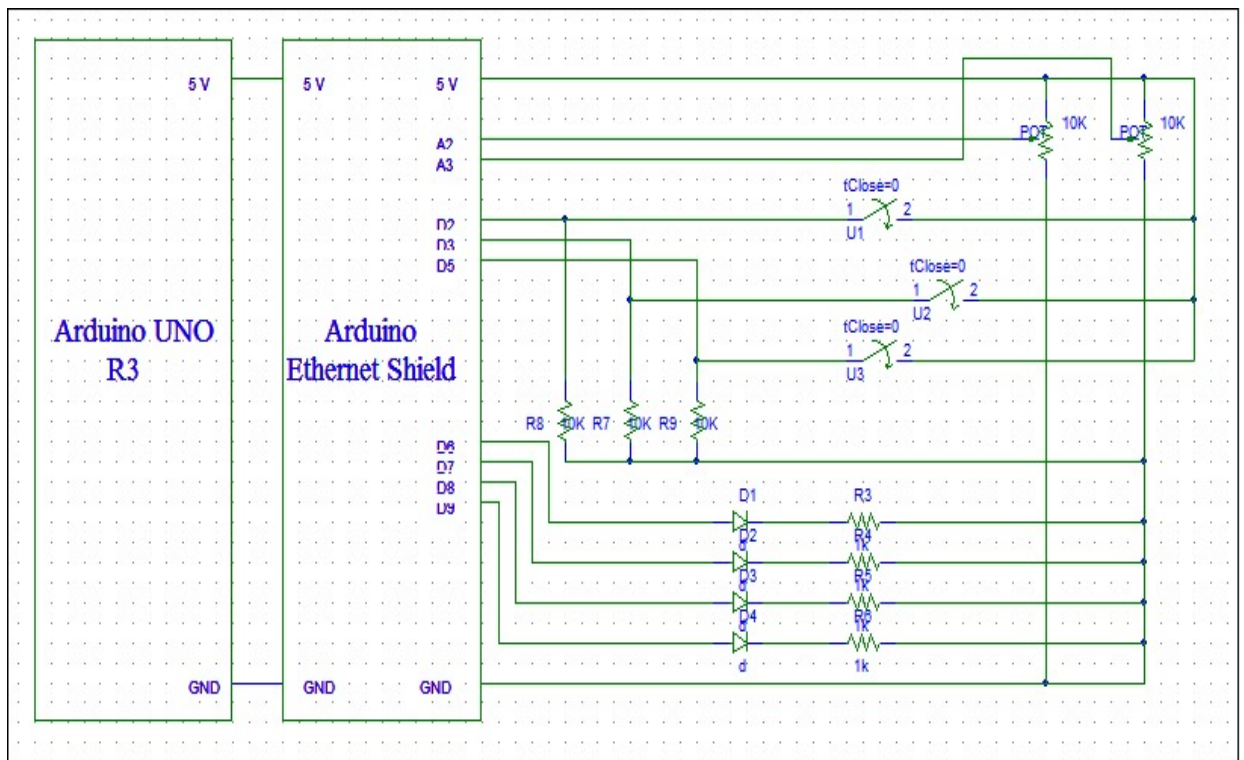 5 V
5 V
5 V
A2
A3
POT
10K
POT
10K
D2
D3
D5
tClose=0
1
2
U1
tClose=0
1
2
U2
tClose=0
1
2
U3
Arduino UNO
R3
Arduino
Ethernet Shield
R8
10K
R7
10K
R9
10K
D6
D7
D8
D9
D1
R3
D2
R4
d
1k
D3
R5
d
1k
D4
R6
d
1k
d
1k
GND
GND
GND